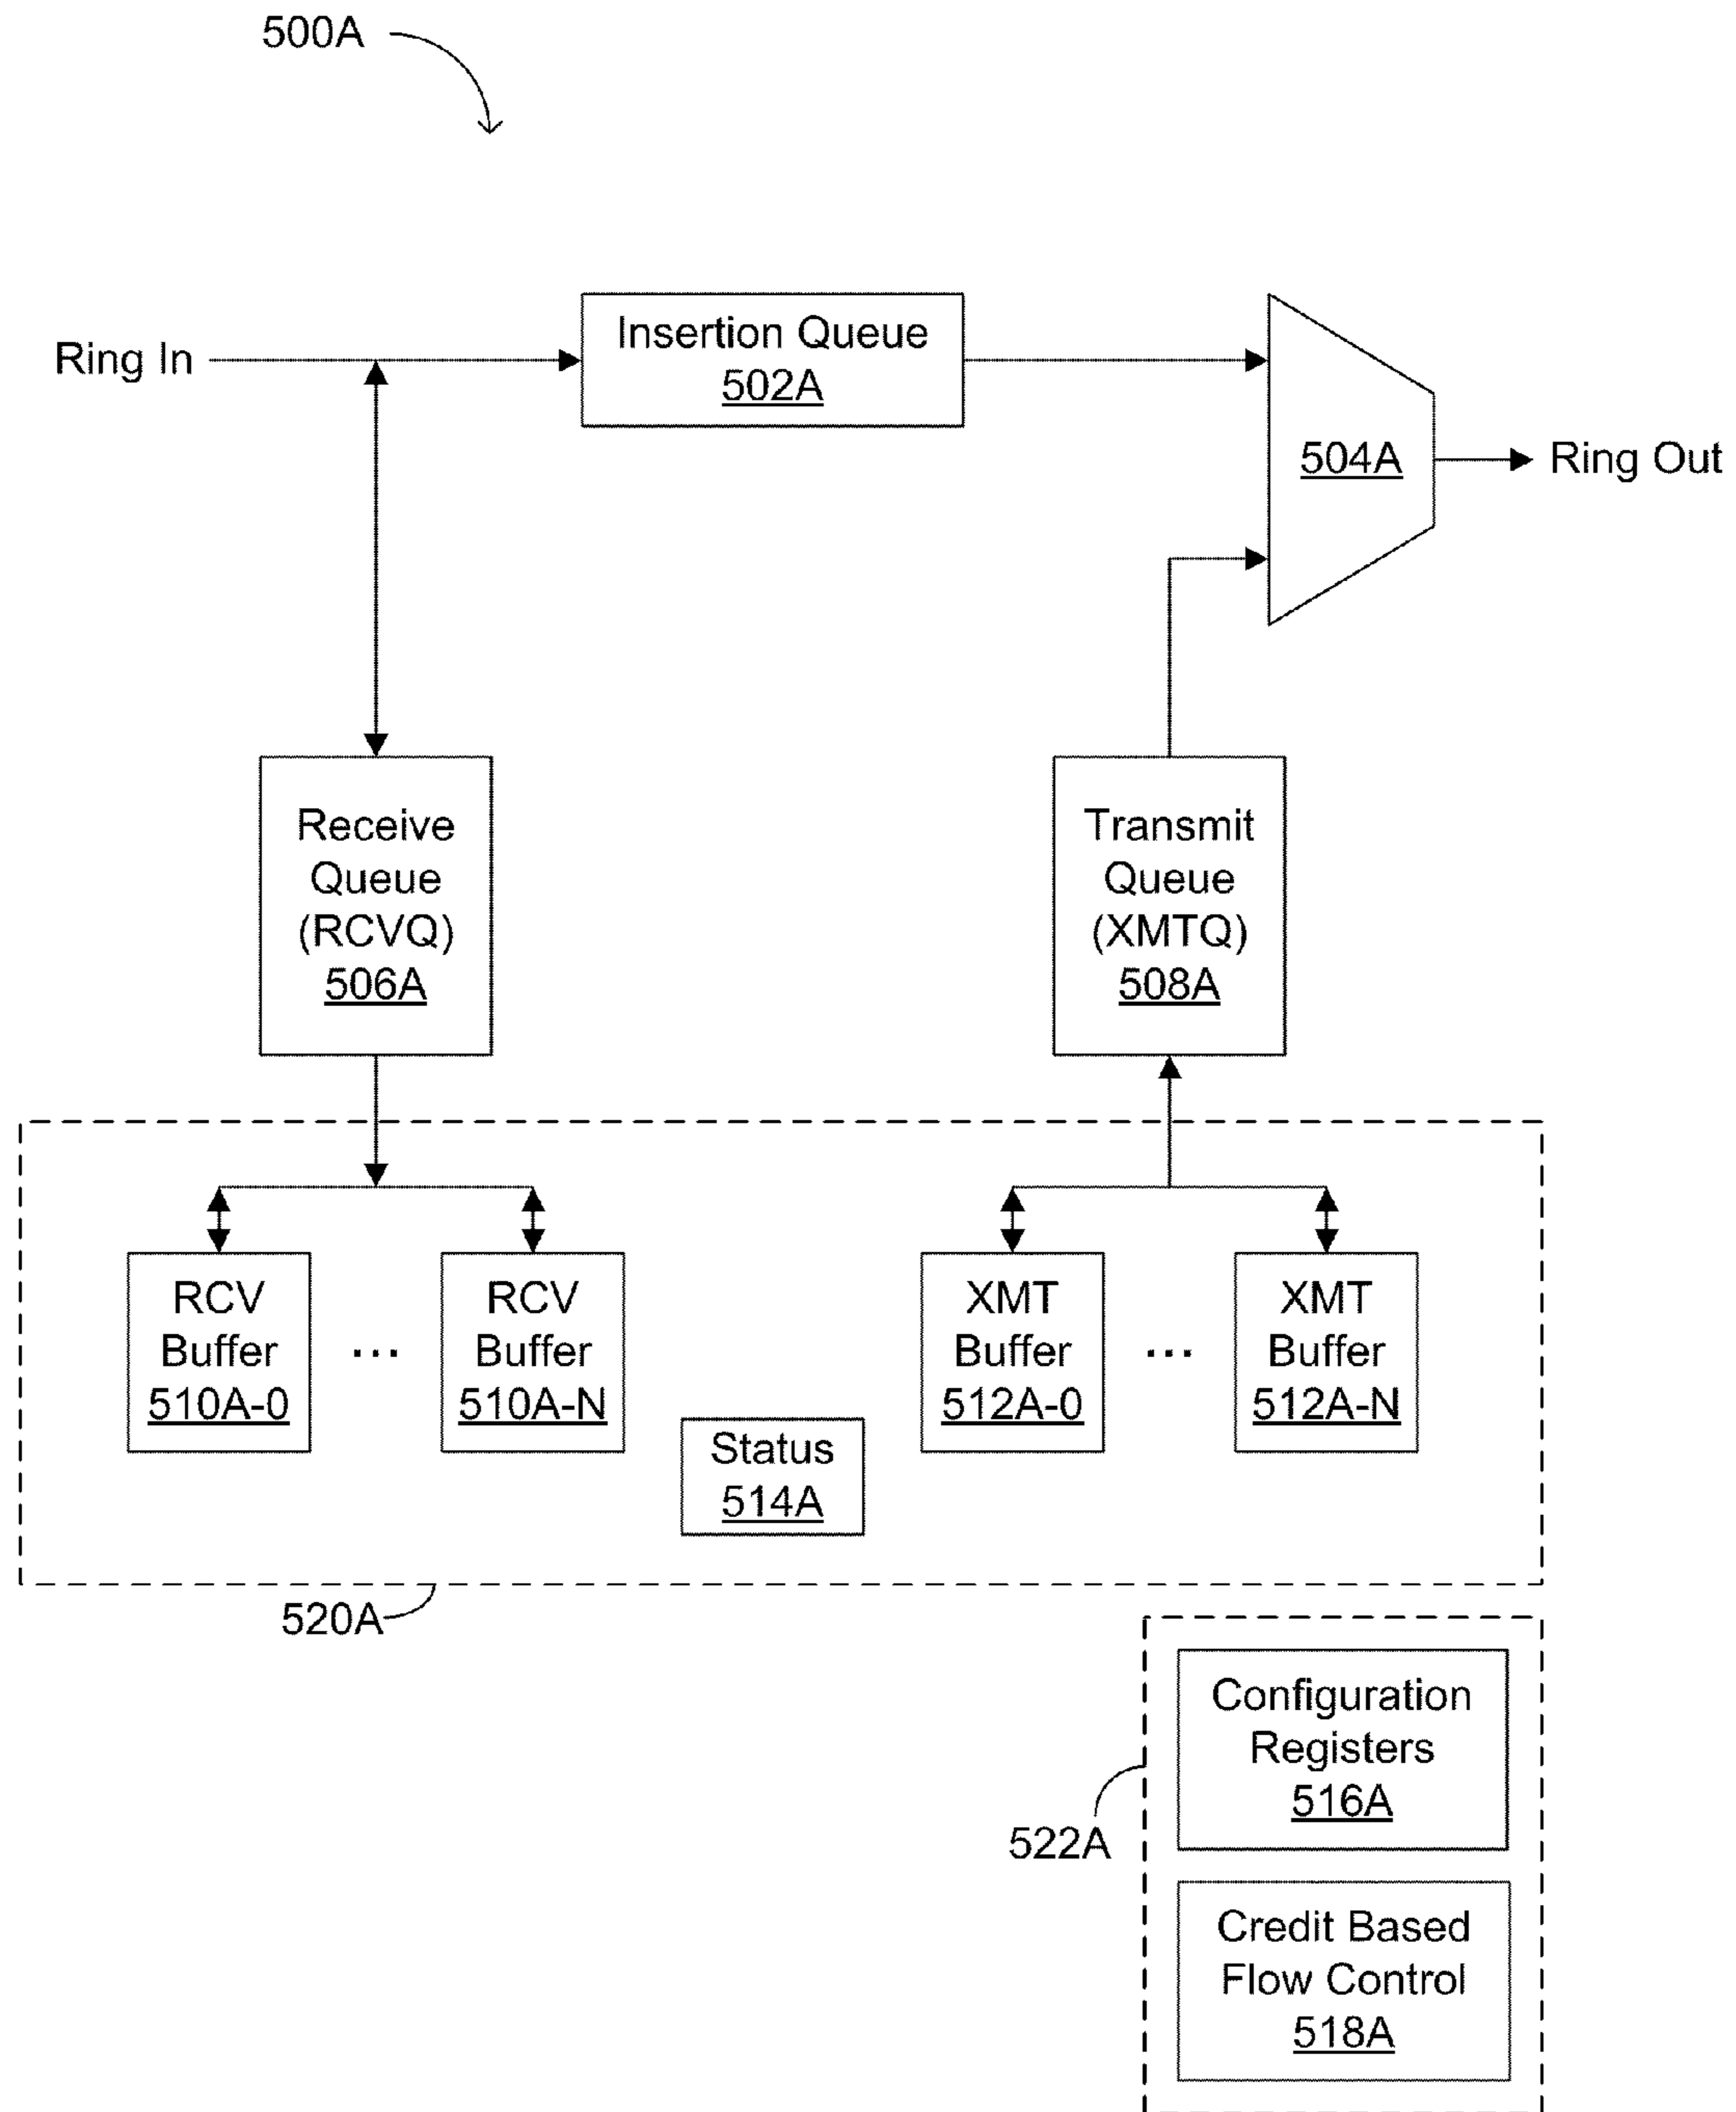 500A
Ring In
Insertion Queue
502A
504A
Ring Out
Receive
Queue
(RCVQ)
506A
Transmit
Queue
(XMTQ)
508A
RCV
Buffer
510A-0
...
RCV
Buffer
510A-N
Status
514A
XMT
Buffer
512A-0
...
XMT
Buffer
512A-N
520A
Configuration
Registers
516A
522A
Credit Based
Flow Control
518A